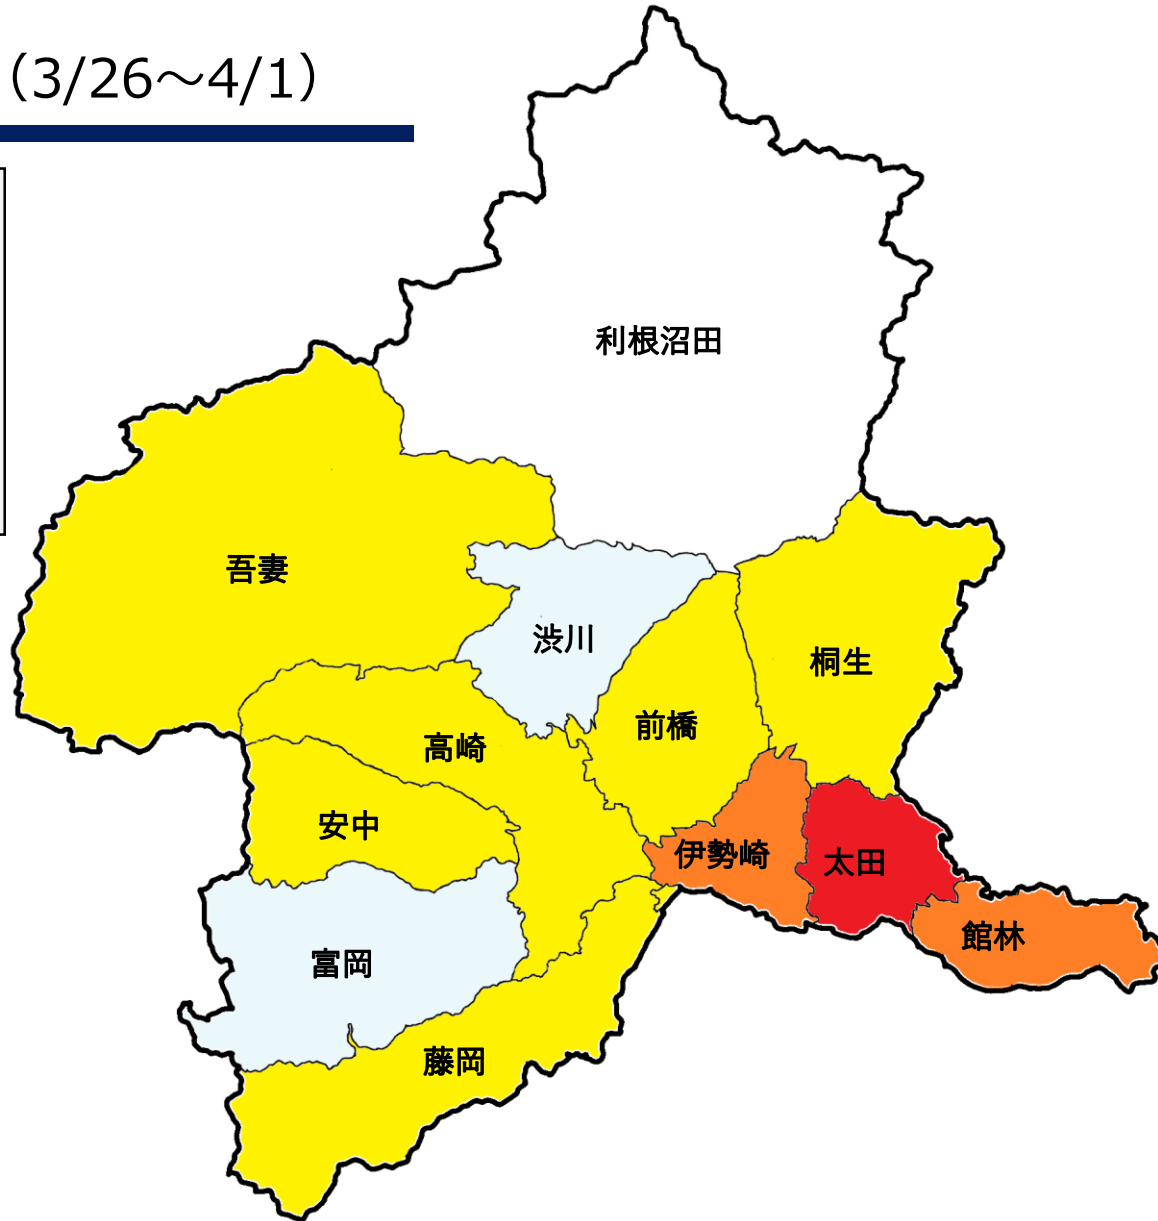 （3/26～4/1）
利根沼田
吾妻
渋川
桐生
前橋
高崎
安中
伊勢崎
太田
館林
富岡
藤岡